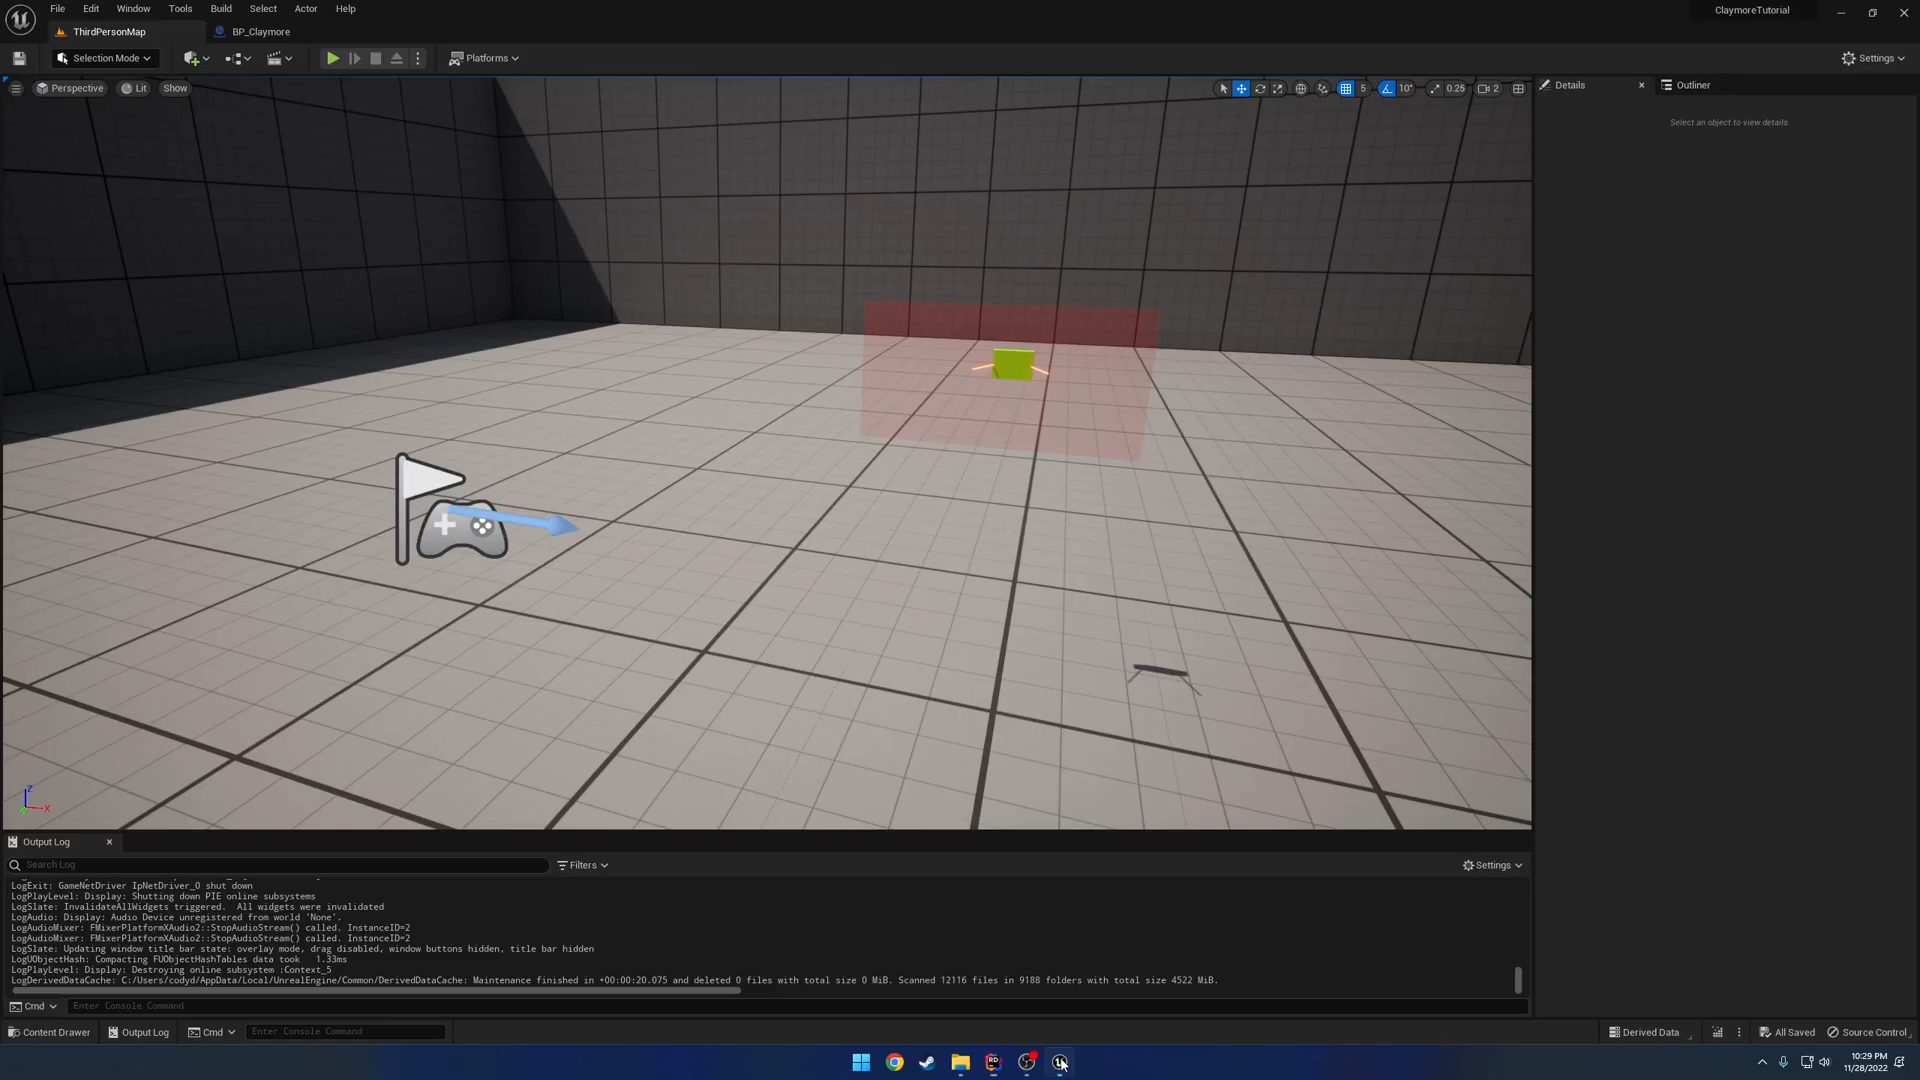 File Edit Window Tools Build Select Actor Help
ClaymoreTutorial
ThirdPersonMap
BP_Claymore
Selection Mode
Platforms
Settings
Perspective
Lit
Show
5
10°
0.25
2
Details
Outliner
Select an object to view details.
Z
X
Output Log
Search Log
Filters
Settings
LogExit: GameNetDriver IpNetDriver_0 shut down
LogPlayLevel: Display: Shutting down PIE online subsystems
LogSlate: InvalidateAllWidgets triggered.  All widgets were invalidated
LogAudio: Display: Audio Device unregistered from world 'None'.
LogAudioMixer: FMixerPlatformXAudio2::StopAudioStream() called. InstanceID=2
LogAudioMixer: FMixerPlatformXAudio2::StopAudioStream() called. InstanceID=2
LogSlate: Updating window title bar state: overlay mode, drag disabled, window buttons hidden, title bar hidden
LogUObjectHash: Compacting FUObjectHashTables data took   1.33ms
LogPlayLevel: Display: Destroying online subsystem :Context_5
LogDerivedDataCache: C:/Users/codyd/AppData/Local/UnrealEngine/Common/DerivedDataCache: Maintenance finished in +00:00:20.075 and deleted 0 files with total size 0 MiB. Scanned 12116 files in 9188 folders with total size 4522 MiB.
Cmd
Enter Console Command
Content Drawer
Output Log
Cmd
Enter Console Command
Derived Data
All Saved
Source Control
RD
10:29 PM
11/28/2022